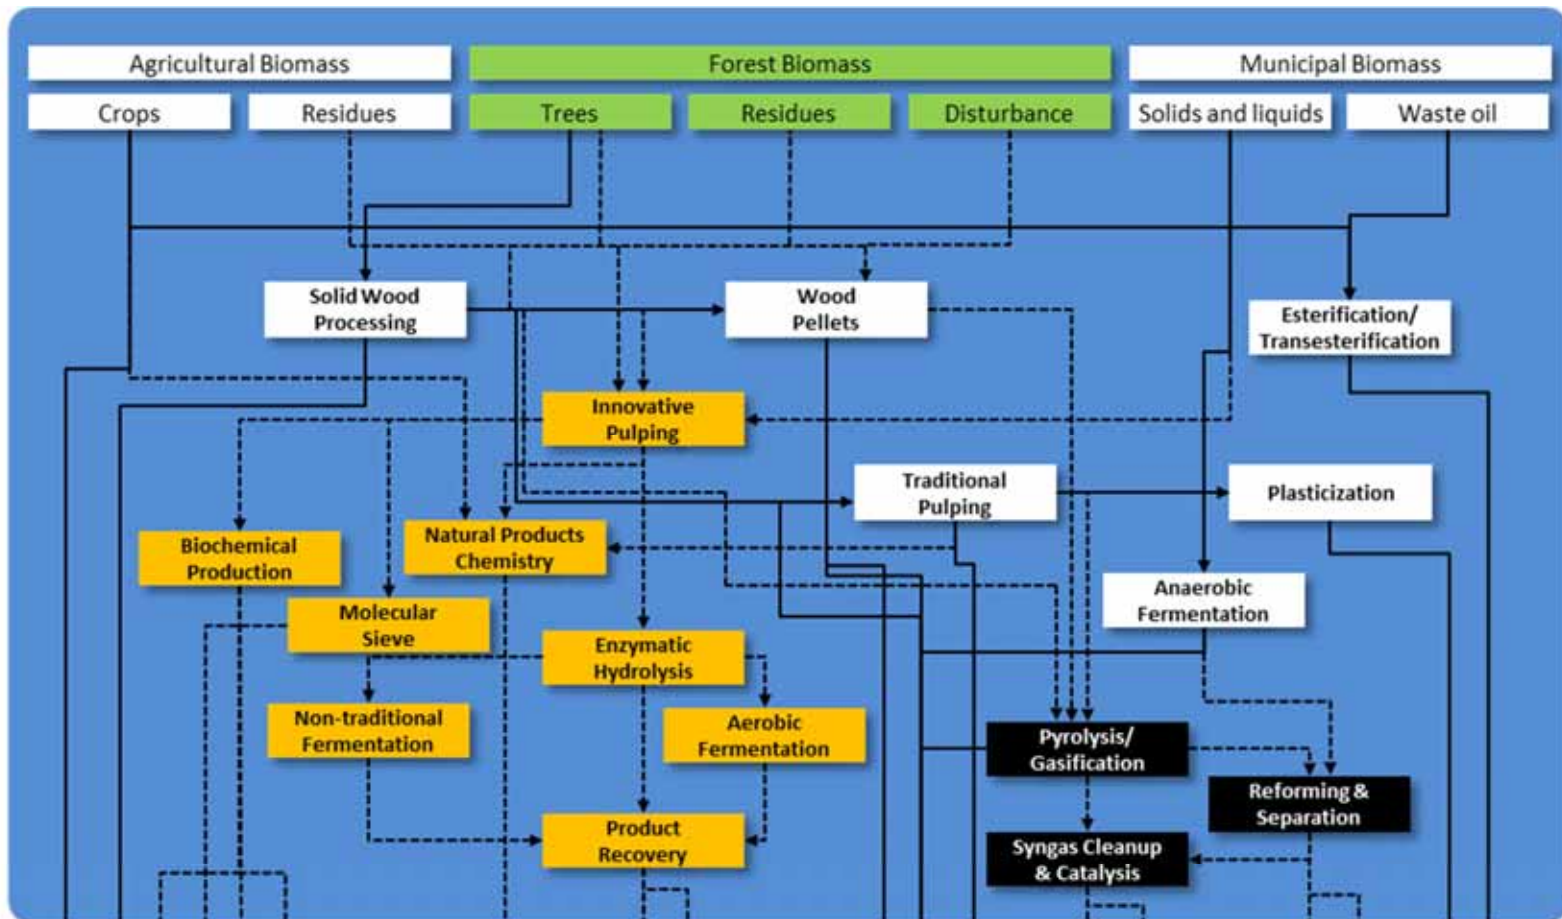 Agricultural Biomass
Forest Biomass
Municipal Biomass
Crops
Residues
Trees
Residues
Disturbance
Solids and liquids
Waste oil
Solid Wood
Processing
Wood
Pellets
Esterification/
Transesterification
Innovative
Pulping
Traditional
Pulping
Plasticization
Biochemical
Production
Natural Products
Chemistry
Anaerobic
Fermentation
Molecular
Sieve
Enzymatic
Hydrolysis
Non-traditional
Fermentation
Aerobic
Fermentation
Pyrolysis/
Gasification
Reforming &
Separation
Product
Recovery
Syngas Cleanup
& Catalysis